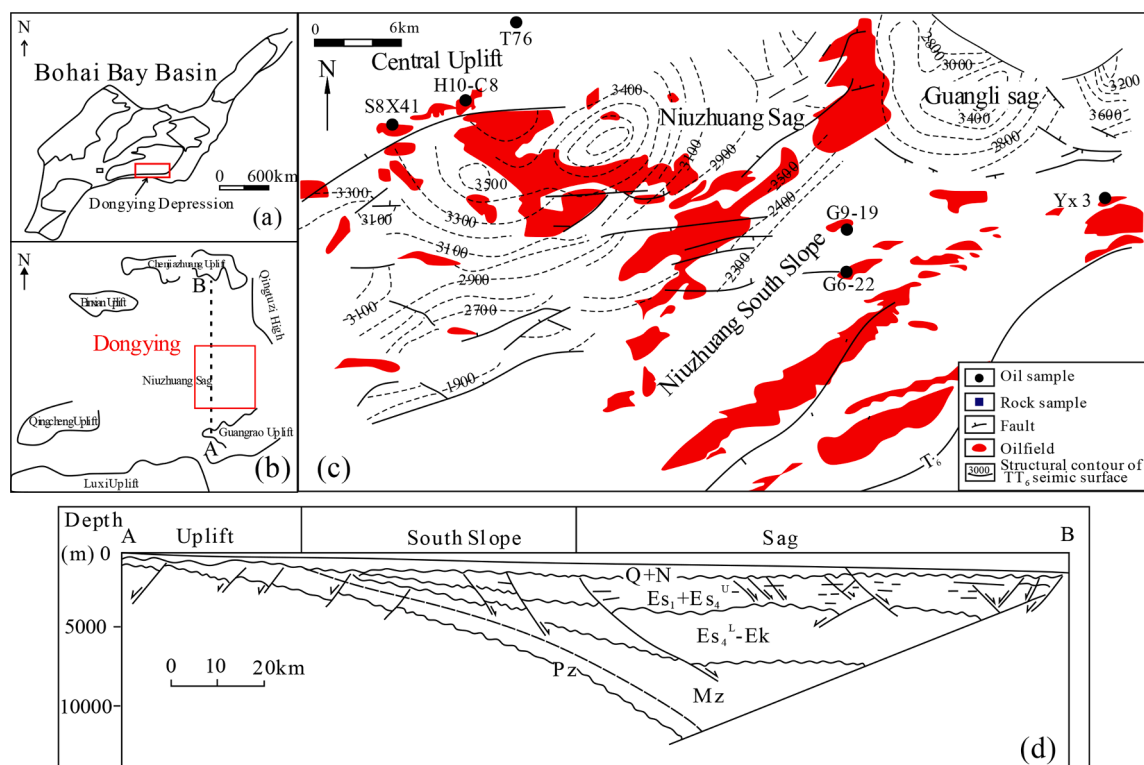 N
Bohai Bay Basin
0 600km
Dongying Depression
(a)
N
Chenjiazhuang Uplift
B
Qingtuzi High
Binxian Uplift
Dongying
Niuzhuang Sag
Qingcheng Uplift
Guangrao Uplift
A
Luxi Uplift
(b)
0 6km
N
T76
Central Uplift
H10-C8
S8X41
3400
Niuzhuang Sag
2800
3000
Guangli sag
3200
3400
3600
2800
3100
2900
3500
2400
3300
3500
3100
3300
3100
2900
2700
3100
1900
2300
G9-19
G6-22
Yx 3
Niuzhuang South Slope
T6
(c)
Oil sample
Rock sample
Fault
Oilfield
3000 Structural contour of
TT6 seimic surface
Depth
(m)
A Uplift South Slope Sag B
0
5000
10000
Q+N
Es1+Es4U
Es4L-Ek
Pz
Mz
0 10 20km
(d)